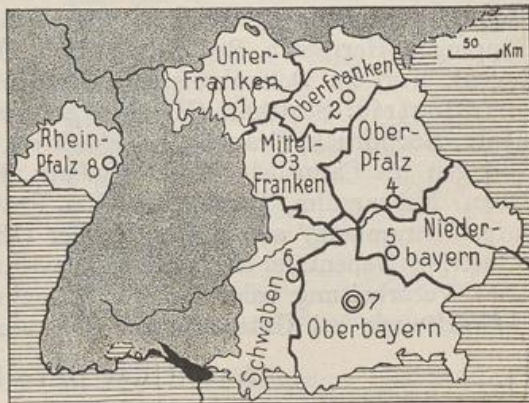 50
Km
Unter-
Franken
1
Oberfranken
2
Rhein-
Pfalz 8
Mittel-
3
Franken
Ober-
Pfalz
4
Nieder-
bayern
5
6
Schwaben
7
Oberbayern